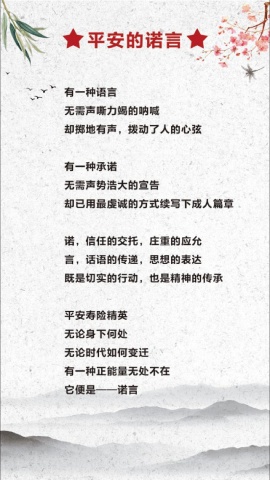 平安的诺言
有一种语言
无需声嘶力竭的呐喊
却掷地有声，拨动了人的心弦
有一种承诺
无需声势浩大的宣告
却已用最虔诚的方式续写下成人篇章
诺，信任的交托，庄重的应允
言，话语的传递，思想的表达
既是切实的行动，也是精神的传承
平安寿险精英
无论身下何处
无论时代如何变迁
有一种正能量无处不在
它便是——诺言